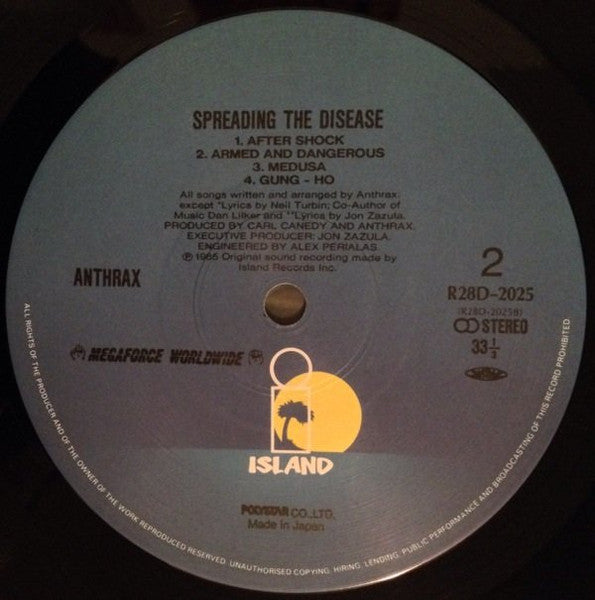 SPREADING THE DISEASE
1. AFTER SHOCK
2. ARMED AND DANGEROUS
3. MEDUSA
4. GUNG - HO
All songs written and arranged by Anthrax.
except *Lyrics by Neil Turbin; Co-Author of
Music Dan Lilker and **Lyrics by Jon Zazula.
PRODUCED BY CARL CANEDY AND ANTHRAX.
EXECUTIVE PRODUCER: JON ZAZULA.
ENGINEERED BY ALEX PERIALAS
Ⓟ 1985 Original sound recording made by
Island Records Inc.
ANTHRAX
2
R28D-2025
(R28D-2025B)
STEREO
33 1/3
MEGAFORCE WORLDWIDE
ISLAND
POLYSTAR CO.,LTD.
Made in Japan
ALL RIGHTS OF THE PRODUCER AND OF THE OWNER OF THE WORK REPRODUCED RESERVED. UNAUTHORISED COPYING, HIRING, LENDING, PUBLIC PERFORMANCE AND BROADCASTING OF THIS RECORD PROHIBITED